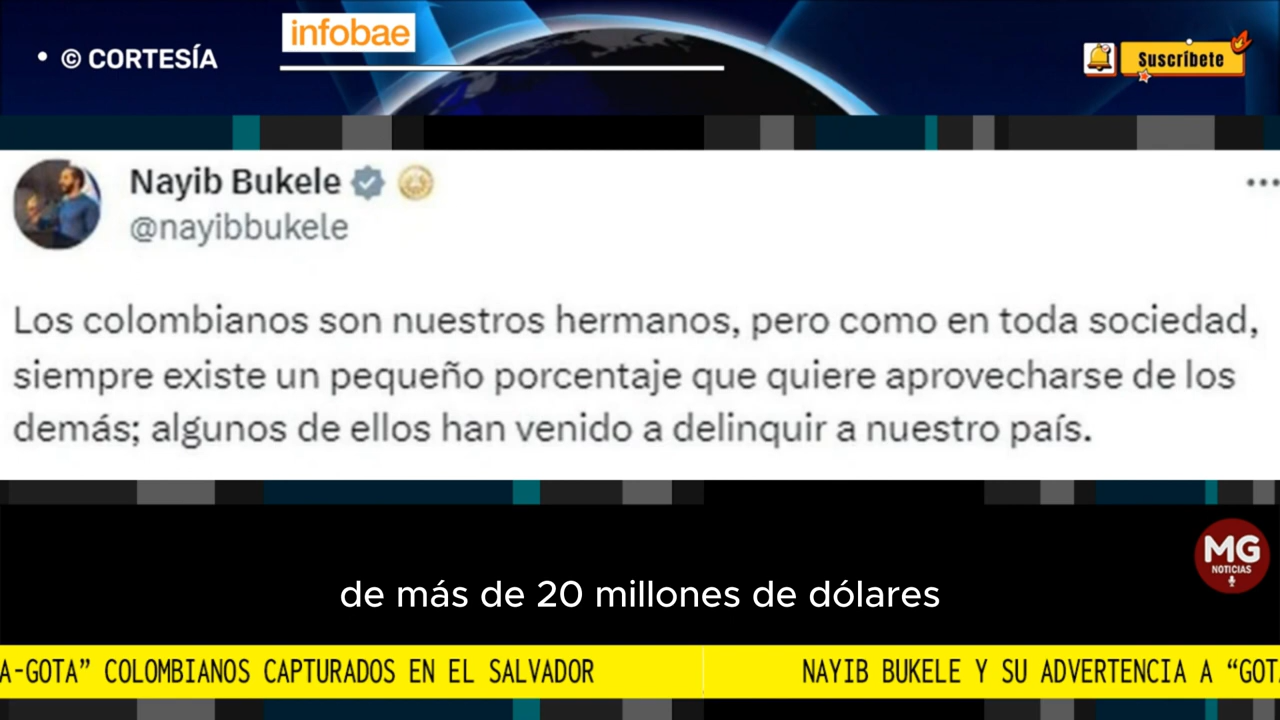 © CORTESÍA
infobae
Suscríbete
Nayib Bukele
@nayibbukele
Los colombianos son nuestros hermanos, pero como en toda sociedad,
siempre existe un pequeño porcentaje que quiere aprovecharse de los
demás; algunos de ellos han venido a delinquir a nuestro país.
MG
NOTICIAS
de más de 20 millones de dólares
A-GOTA” COLOMBIANOS CAPTURADOS EN EL SALVADOR NAYIB BUKELE Y SU ADVERTENCIA A “GOT